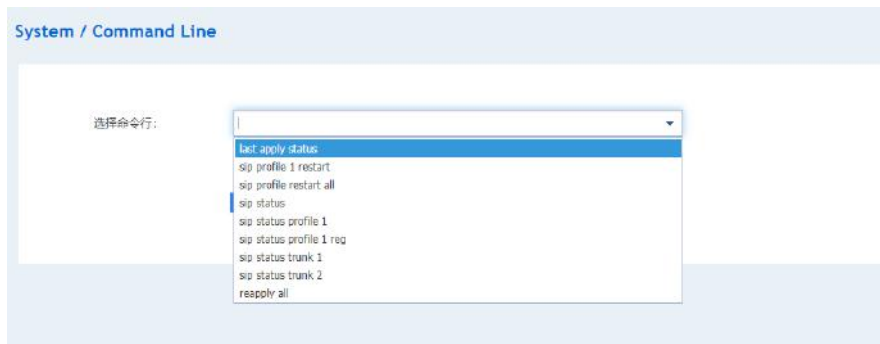 System / Command Line
选择命令行:
last apply status
sip profile 1 restart
sip profile restart all
sip status
sip status profile 1
sip status profile 1 reg
sip status trunk 1
sip status trunk 2
reapply all